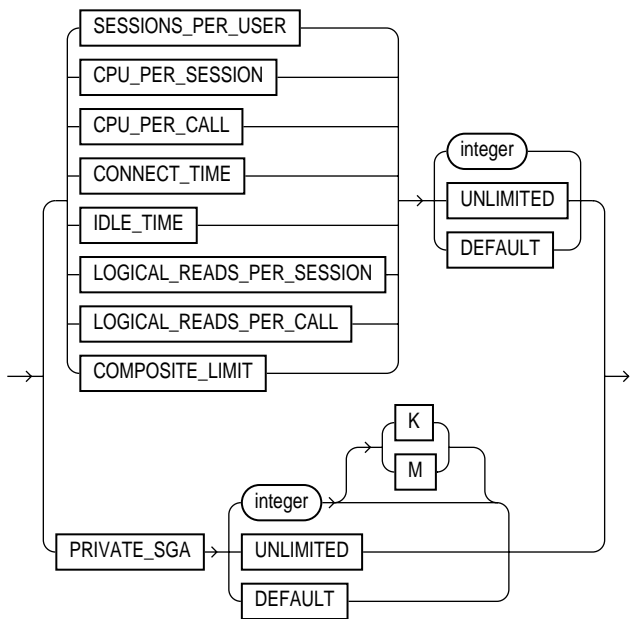 SESSIONS_PER_USER
CPU_PER_SESSION
CPU_PER_CALL
CONNECT_TIME
IDLE_TIME
LOGICAL_READS_PER_SESSION
LOGICAL_READS_PER_CALL
COMPOSITE_LIMIT
integer
UNLIMITED
DEFAULT
PRIVATE_SGA
integer
K
M
UNLIMITED
DEFAULT